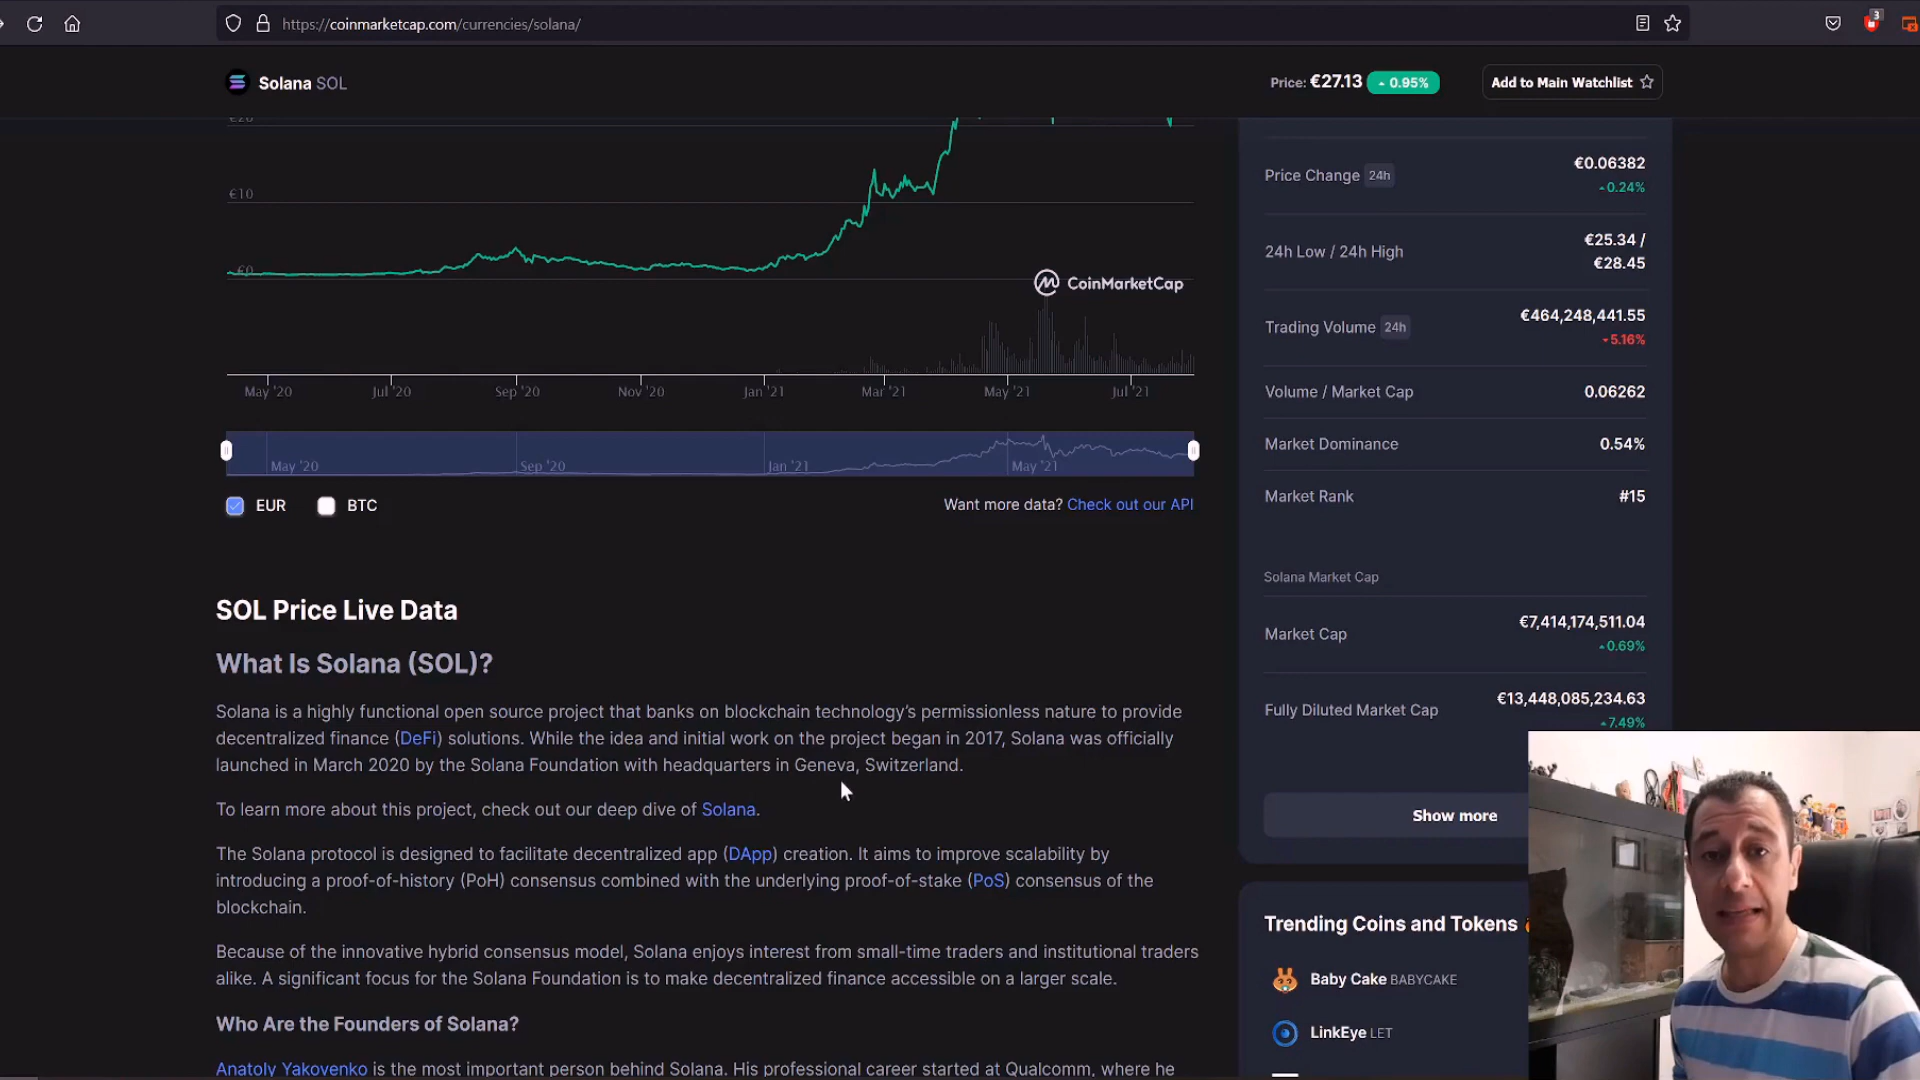 https://coinmarketcap.com/currencies/solana/
3
Solana SOL
Price: €27.13 0.95%
Add to Main Watchlist
€20
€10
€0
CoinMarketCap
May '20 Jul '20 Sep '20 Nov '20 Jan '21 Mar '21 May '21 Jul '21
May '20 Sep '20 Jan '21 May '21
EUR BTC
Want more data? Check out our API
SOL Price Live Data
What Is Solana (SOL)?
Solana is a highly functional open source project that banks on blockchain technology’s permissionless nature to provide
decentralized finance (DeFi) solutions. While the idea and initial work on the project began in 2017, Solana was officially
launched in March 2020 by the Solana Foundation with headquarters in Geneva, Switzerland.
To learn more about this project, check out our deep dive of Solana.
The Solana protocol is designed to facilitate decentralized app (DApp) creation. It aims to improve scalability by
introducing a proof-of-history (PoH) consensus combined with the underlying proof-of-stake (PoS) consensus of the
blockchain.
Because of the innovative hybrid consensus model, Solana enjoys interest from small-time traders and institutional traders
alike. A significant focus for the Solana Foundation is to make decentralized finance accessible on a larger scale.
Who Are the Founders of Solana?
Anatoly Yakovenko is the most important person behind Solana. His professional career started at Qualcomm, where he
Price Change 24h
€0.06382
0.24%
24h Low / 24h High
€25.34 /
€28.45
Trading Volume 24h
€464,248,441.55
5.16%
Volume / Market Cap
0.06262
Market Dominance
0.54%
Market Rank
#15
Solana Market Cap
Market Cap
€7,414,174,511.04
0.69%
Fully Diluted Market Cap
€13,448,085,234.63
7.49%
Show more
Trending Coins and Tokens
Baby Cake BABYCAKE
LinkEye LET